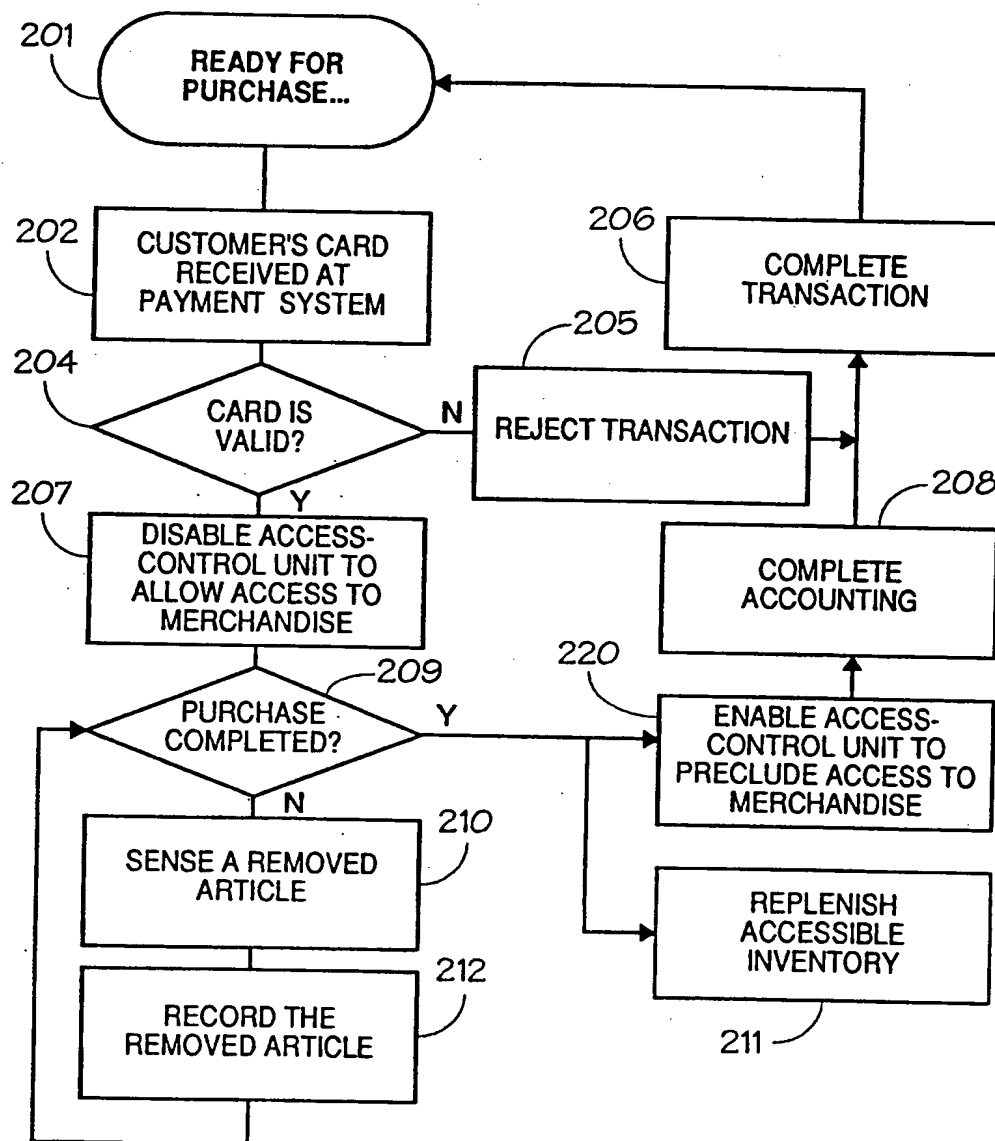 201
READY FOR
PURCHASE...
202
CUSTOMER'S CARD
RECEIVED AT
PAYMENT SYSTEM
206
COMPLETE
TRANSACTION
204
CARD IS
VALID?
N
Y
205
REJECT TRANSACTION
207
DISABLE ACCESS-
CONTROL UNIT TO
ALLOW ACCESS TO
MERCHANDISE
208
COMPLETE
ACCOUNTING
209
PURCHASE
COMPLETED?
Y
N
220
ENABLE ACCESS-
CONTROL UNIT TO
PRECLUDE ACCESS TO
MERCHANDISE
210
SENSE A REMOVED
ARTICLE
REPLENISH
ACCESSIBLE
INVENTORY
211
212
RECORD THE
REMOVED ARTICLE